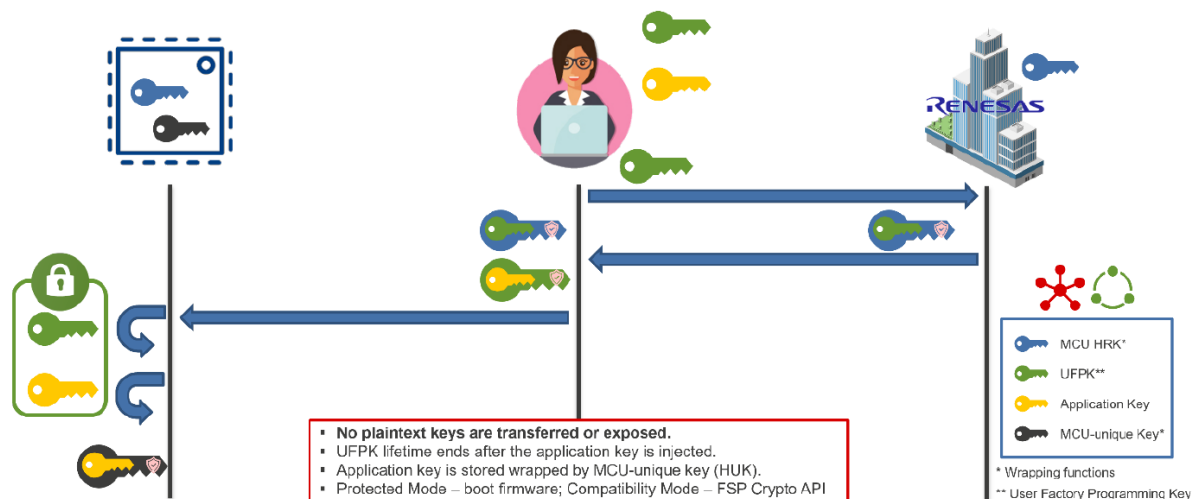 RENESAS
MCU HRK*
UFPK**
Application Key
MCU-unique Key*
▪ No plaintext keys are transferred or exposed.
▪ UFPK lifetime ends after the application key is injected.
▪ Application key is stored wrapped by MCU-unique key (HUK).
▪ Protected Mode – boot firmware; Compatibility Mode – FSP Crypto API
* Wrapping functions
** User Factory Programming Key